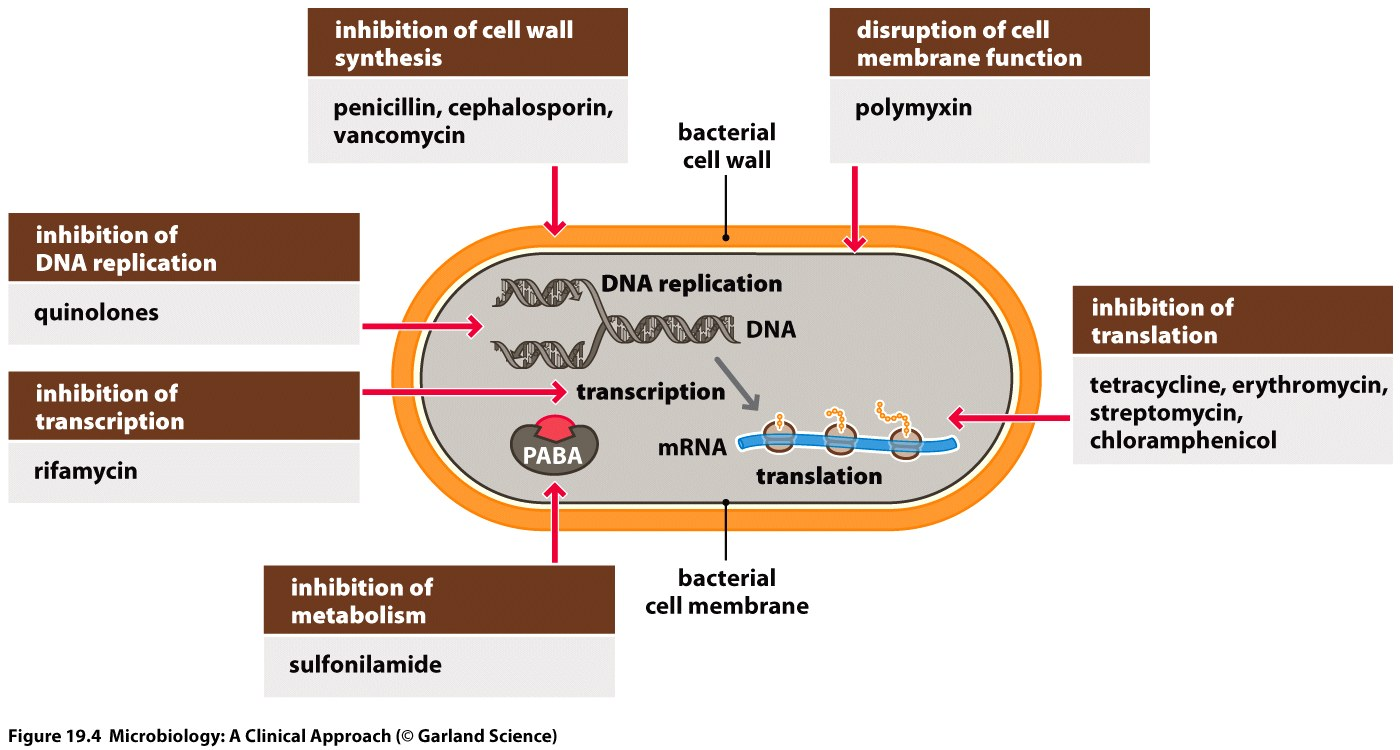 inhibition of cell wall
synthesis
penicillin, cephalosporin,
vancomycin
disruption of cell
membrane function
polymyxin
bacterial
cell wall
inhibition of
DNA replication
quinolones
inhibition of
transcription
rifamycin
DNA replication
DNA
transcription
PABA
mRNA
translation
inhibition of
translation
tetracycline, erythromycin,
streptomycin,
chloramphenicol
inhibition of
metabolism
sulfonilamide
bacterial
cell membrane
Figure 19.4 Microbiology: A Clinical Approach (© Garland Science)